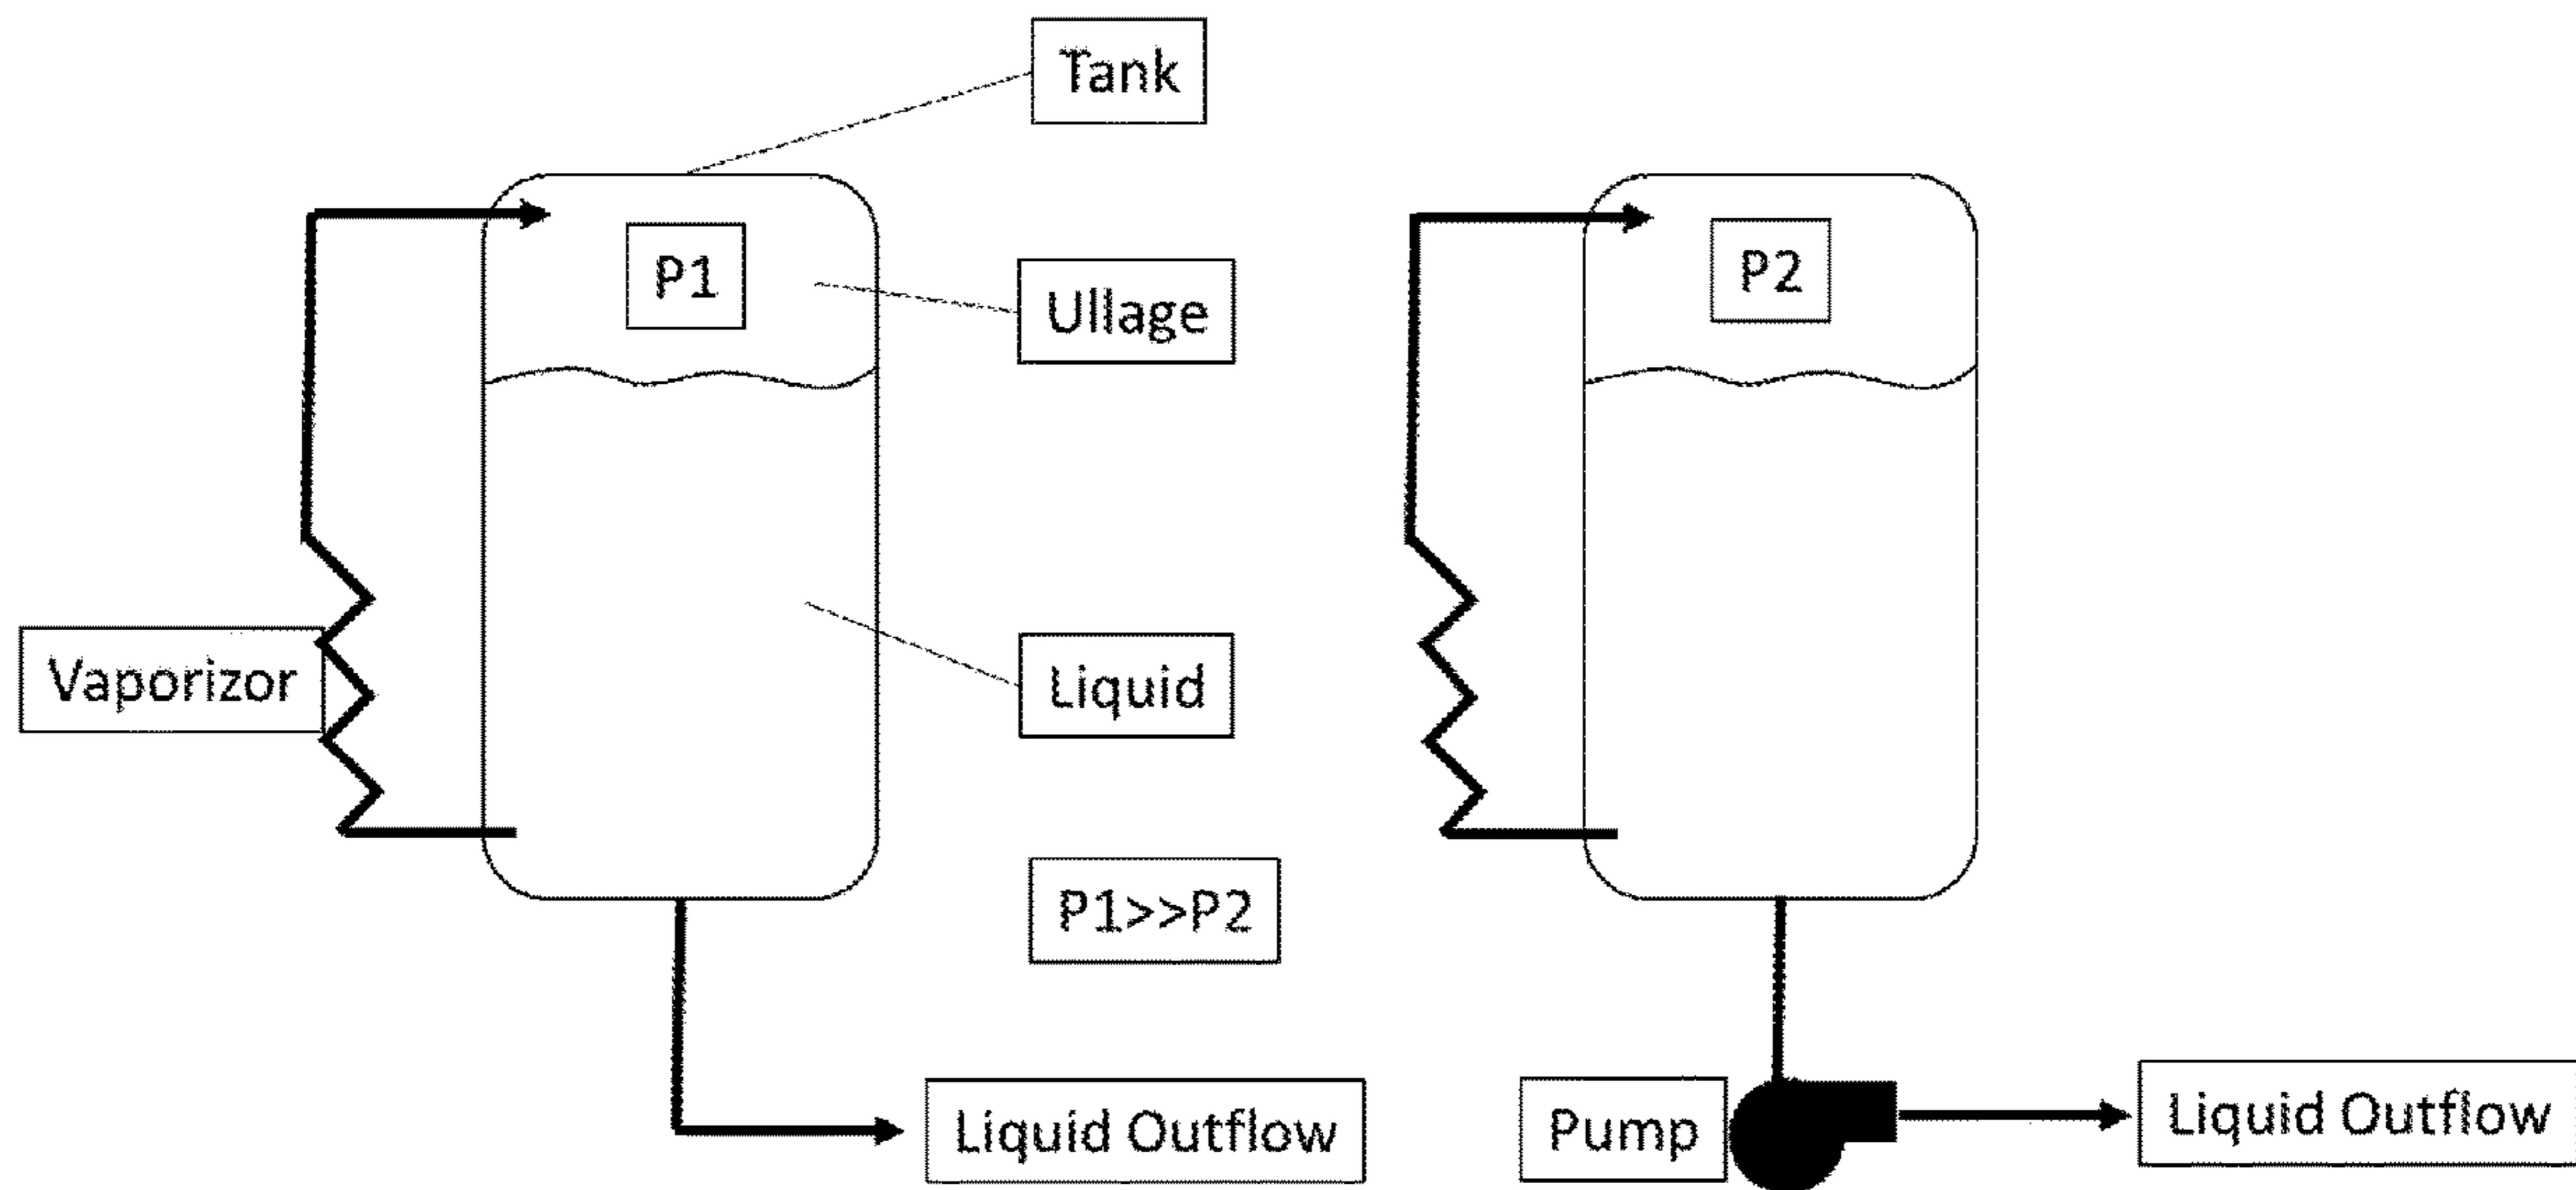 Tank
P1
P2
Ullage
Vaporizor
Liquid
P1>>P2
Liquid Outflow
Pump
Liquid Outflow